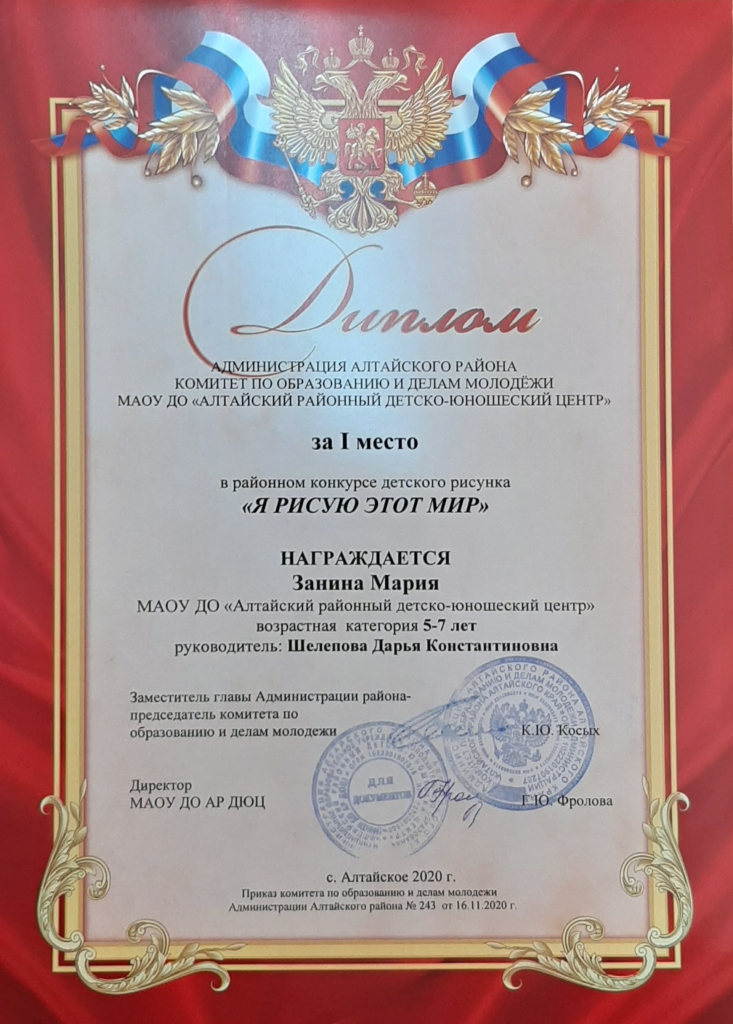 Диплом
АДМИНИСТРАЦИЯ АЛТАЙСКОГО РАЙОНА
КОМИТЕТ ПО ОБРАЗОВАНИЮ И ДЕЛАМ МОЛОДЁЖИ
МАОУ ДО «АЛТАЙСКИЙ РАЙОННЫЙ ДЕТСКО-ЮНОШЕСКИЙ ЦЕНТР»
за I место
в районном конкурсе детского рисунка
«Я РИСУЮ ЭТОТ МИР»
НАГРАЖДАЕТСЯ
Занина Мария
МАОУ ДО «Алтайский районный детско-юношеский центр»
возрастная категория 5-7 лет
руководитель: Шелепова Дарья Константиновна
Заместитель главы Администрации района-
председатель комитета по
образованию и делам молодежи К.Ю. Косых
ДЛЯ
ДОКУМЕНТОВ
Директор
МАОУ ДО АР ДЮЦ Г.Ю. Фролова
с. Алтайское 2020 г.
Приказ комитета по образованию и делам молодежи
Администрации Алтайского района № 243 от 16.11.2020 г.